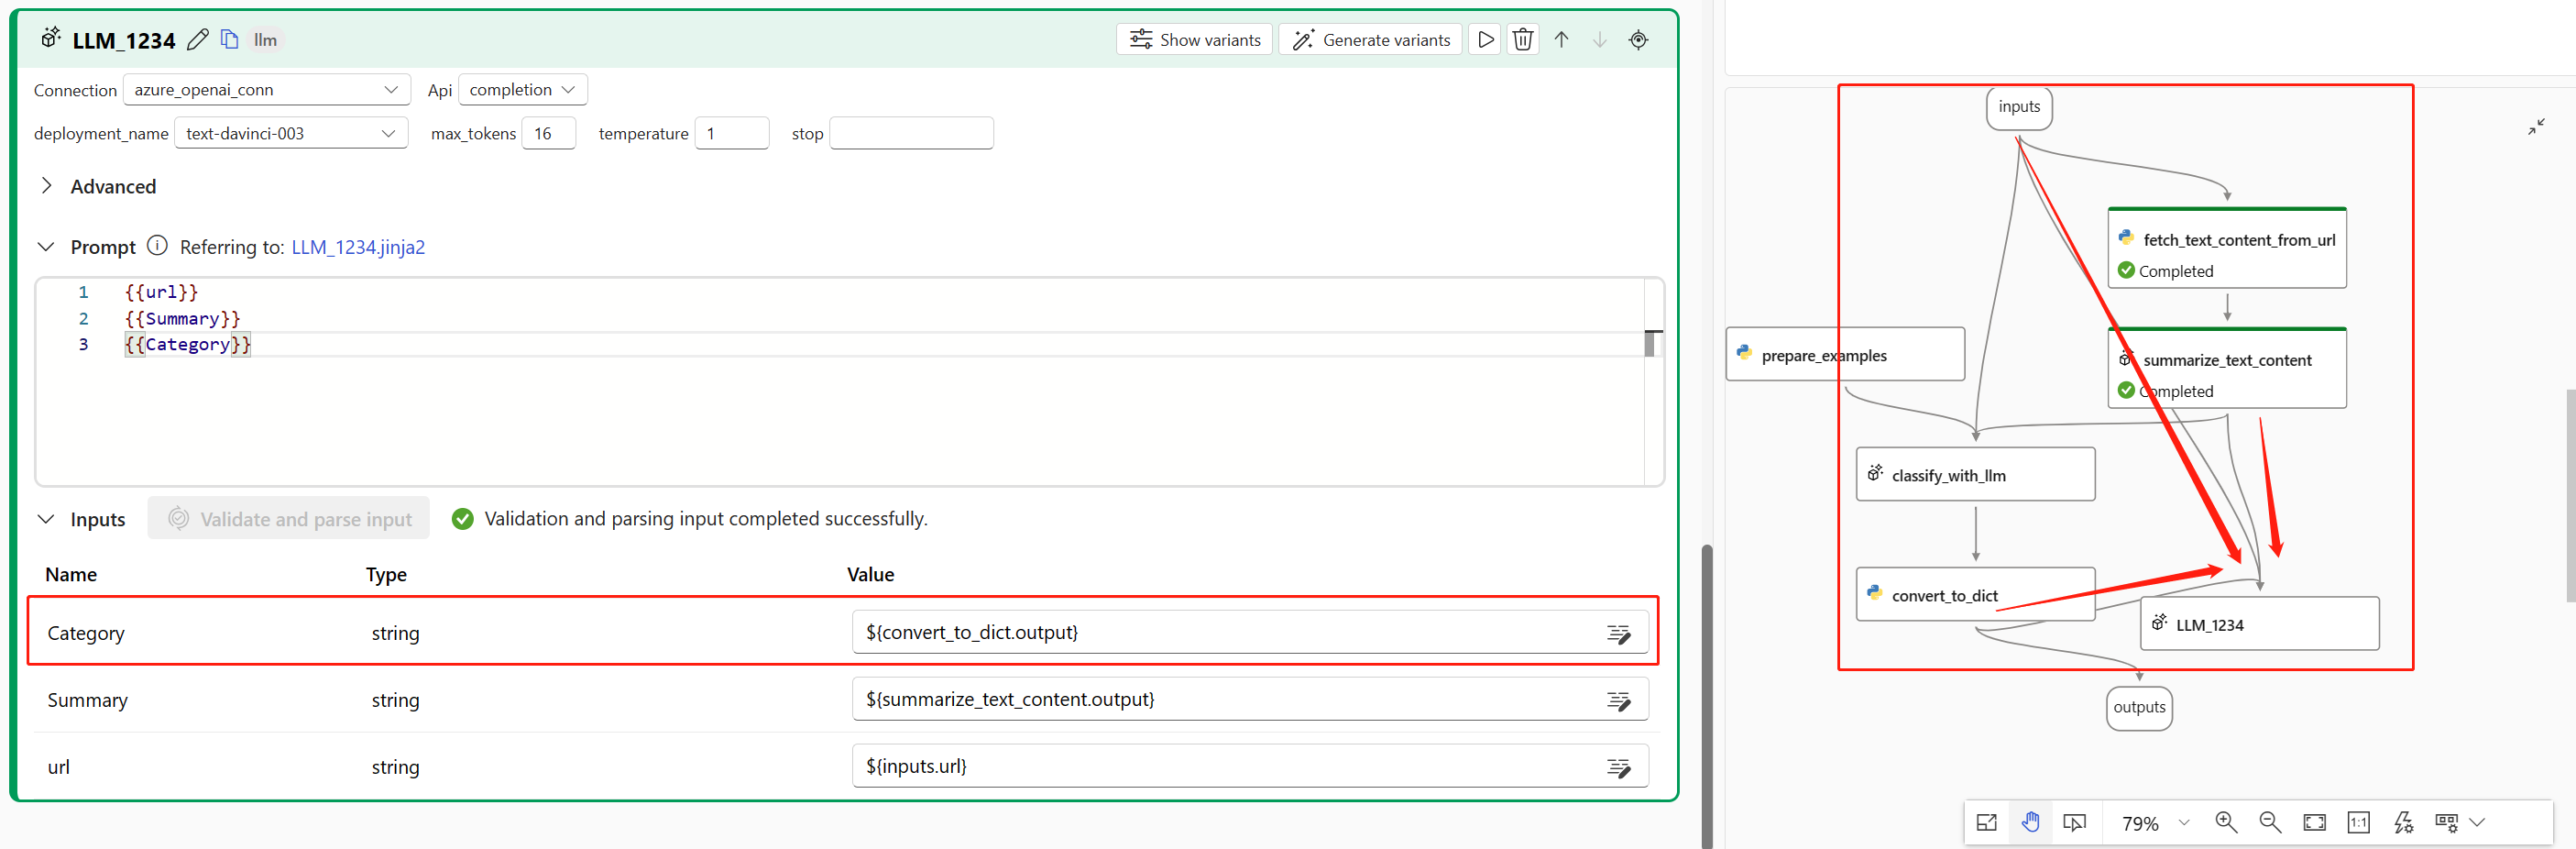 LLM_1234 llm Show variants Generate variants
Connection azure_openai_conn Api completion
deployment_name text-davinci-003 max_tokens 16 temperature 1 stop
Advanced
Prompt Referring to: LLM_1234.jinja2
1 {{url}}
2 {{Summary}}
3 {{Category}}
Inputs Validate and parse input Validation and parsing input completed successfully.
Name Type Value
Category string ${convert_to_dict.output}
Summary string ${summarize_text_content.output}
url string ${inputs.url}
inputs
fetch_text_content_from_url
Completed
prepare_examples
summarize_text_content
Completed
classify_with_llm
convert_to_dict
LLM_1234
outputs
79% 1:1